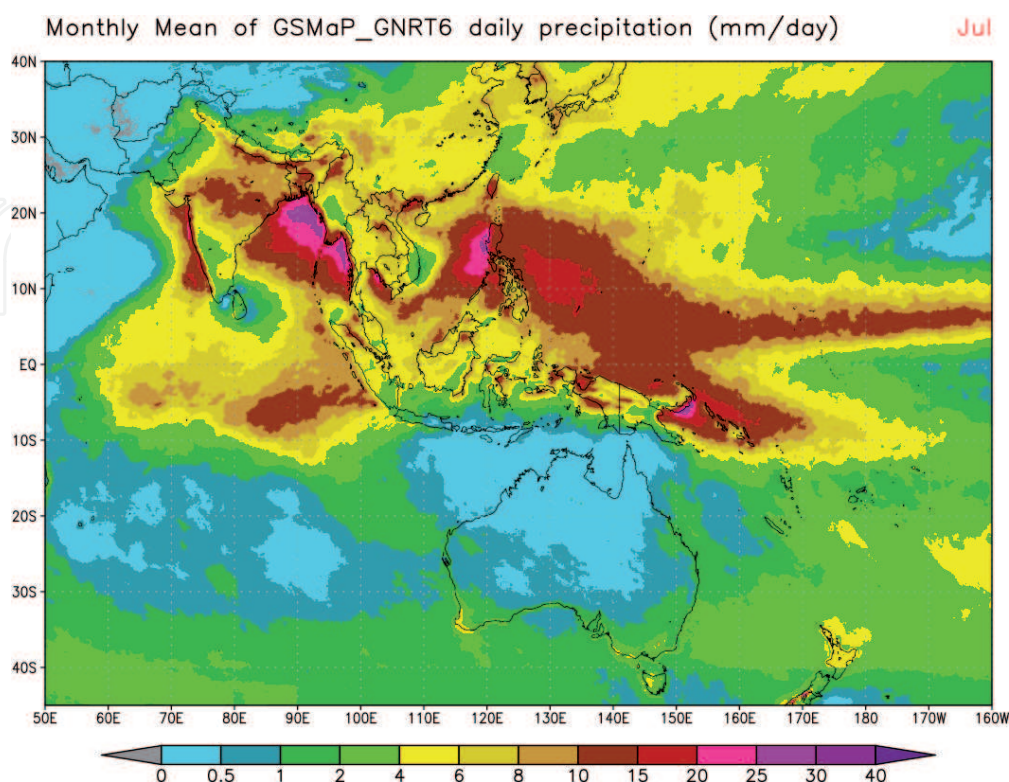 Monthly Mean of GSMaP_GNRT6 daily precipitation (mm/day) Jul
40N
30N
20N
10N
EQ
10S
20S
30S
40S
50E 60E 70E 80E 90E 100E 110E 120E 130E 140E 150E 160E 170E 180 170W 160W
0 0.5 1 2 4 6 8 10 15 20 25 30 40